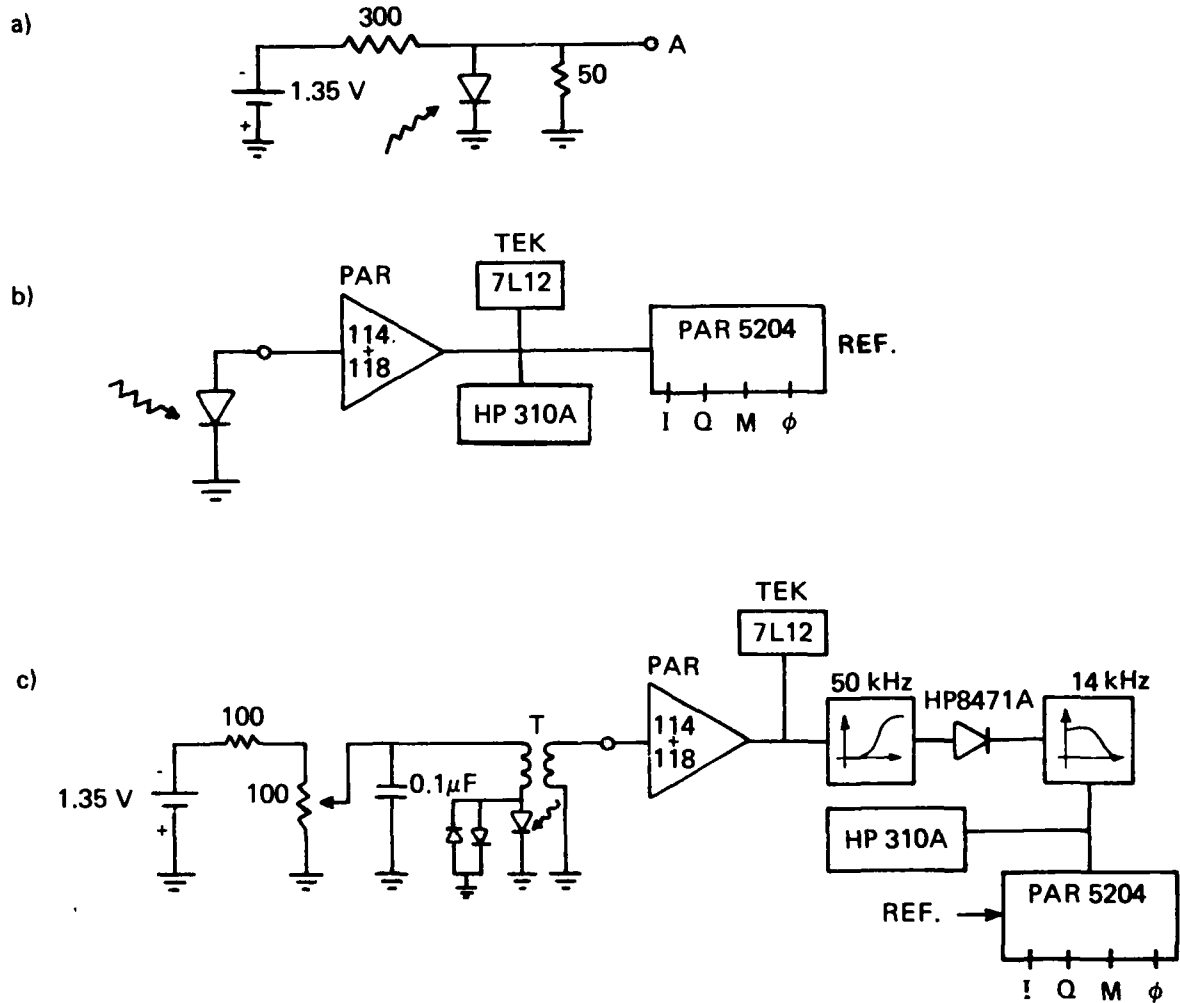 a)
300
A
- 1.35 V +
50
b)
TEK
7L12
PAR
114
+
118
PAR 5204
REF.
HP 310A
I Q M ϕ
c)
TEK
7L12
PAR
114
+
118
50 kHz
HP8471A
14 kHz
100
T
- 1.35 V +
100
0.1μF
HP 310A
PAR 5204
REF.
I Q M ϕ